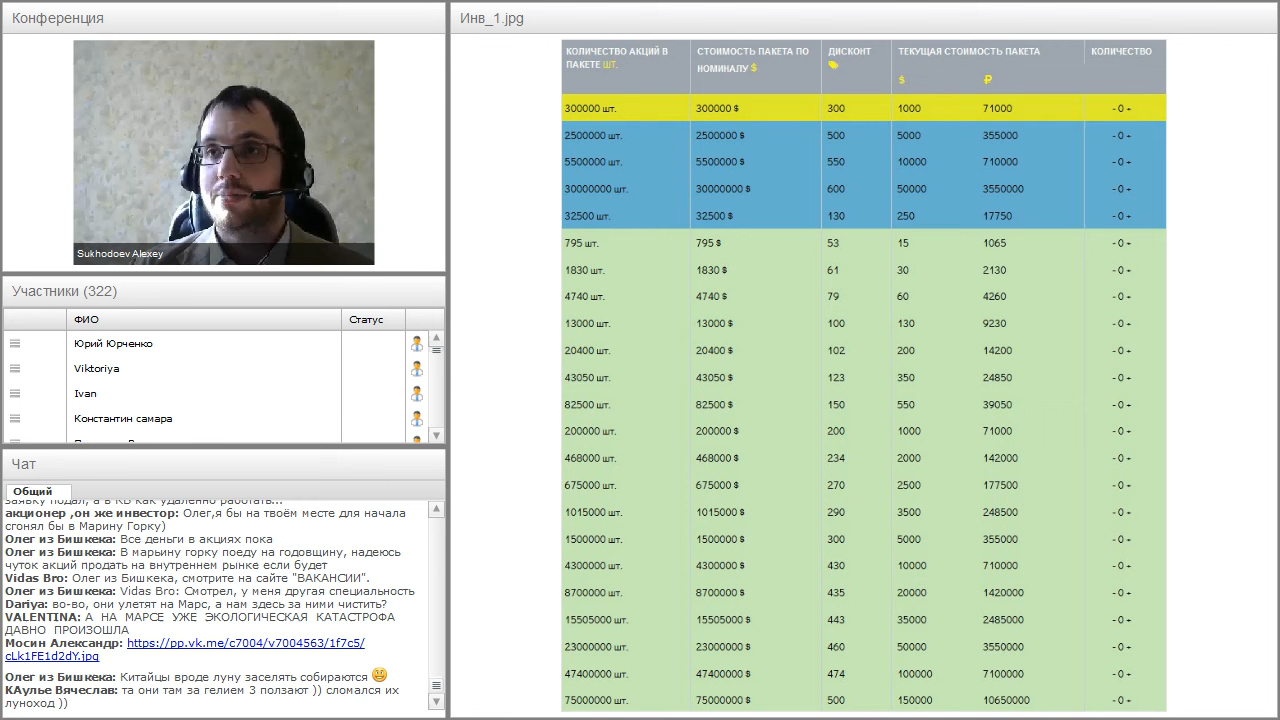 Конференция
Sukhodoev Alexey
Участники (322)
ФИО Статус
Юрий Юрченко
Viktoriya
Ivan
Константин самара
Чат
Общий
заявку подал, а в КБ как удаленно работать...
акционер ,он же инвестор: Олег,я бы на твоём месте для начала
сгонял бы в Марину Горку)
Олег из Бишкека: Все деньги в акциях пока
Олег из Бишкека: В марьину горку поеду на годовщину, надеюсь
чуток акций продать на внутреннем рынке если будет
Vidas Bro: Олег из Бишкека, смотрите на сайте "ВАКАНСИИ".
Олег из Бишкека: Vidas Bro: Смотрел, у меня другая специальность
Dariya: во-во, они улетят на Марс, а нам здесь за ними чистить?
VALENTINA: А НА МАРСЕ УЖЕ ЭКОЛОГИЧЕСКАЯ КАТАСТРОФА
ДАВНО ПРОИЗОШЛА
Мосин Александр: https://pp.vk.me/c7004/v7004563/1f7c5/
cLk1FE1d2dY.jpg
Олег из Бишкека: Китайцы вроде луну заселять собираются
КАулье Вячеслав: та они там за гелием 3 ползают )) сломался их
луноход ))
Инв_1.jpg
КОЛИЧЕСТВО АКЦИЙ В СТОИМОСТЬ ПАКЕТА ПО ДИСКОНТ ТЕКУЩАЯ СТОИМОСТЬ ПАКЕТА КОЛИЧЕСТВО
ПАКЕТЕ ШТ. НОМИНАЛУ $
$ ₽
300000 шт. 300000 $ 300 1000 71000 - 0 +
2500000 шт. 2500000 $ 500 5000 355000 - 0 +
5500000 шт. 5500000 $ 550 10000 710000 - 0 +
30000000 шт. 30000000 $ 600 50000 3550000 - 0 +
32500 шт. 32500 $ 130 250 17750 - 0 +
795 шт. 795 $ 53 15 1065 - 0 +
1830 шт. 1830 $ 61 30 2130 - 0 +
4740 шт. 4740 $ 79 60 4260 - 0 +
13000 шт. 13000 $ 100 130 9230 - 0 +
20400 шт. 20400 $ 102 200 14200 - 0 +
43050 шт. 43050 $ 123 350 24850 - 0 +
82500 шт. 82500 $ 150 550 39050 - 0 +
200000 шт. 200000 $ 200 1000 71000 - 0 +
468000 шт. 468000 $ 234 2000 142000 - 0 +
675000 шт. 675000 $ 270 2500 177500 - 0 +
1015000 шт. 1015000 $ 290 3500 248500 - 0 +
1500000 шт. 1500000 $ 300 5000 355000 - 0 +
4300000 шт. 4300000 $ 430 10000 710000 - 0 +
8700000 шт. 8700000 $ 435 20000 1420000 - 0 +
15505000 шт. 15505000 $ 443 35000 2485000 - 0 +
23000000 шт. 23000000 $ 460 50000 3550000 - 0 +
47400000 шт. 47400000 $ 474 100000 7100000 - 0 +
75000000 шт. 75000000 $ 500 150000 10650000 - 0 +